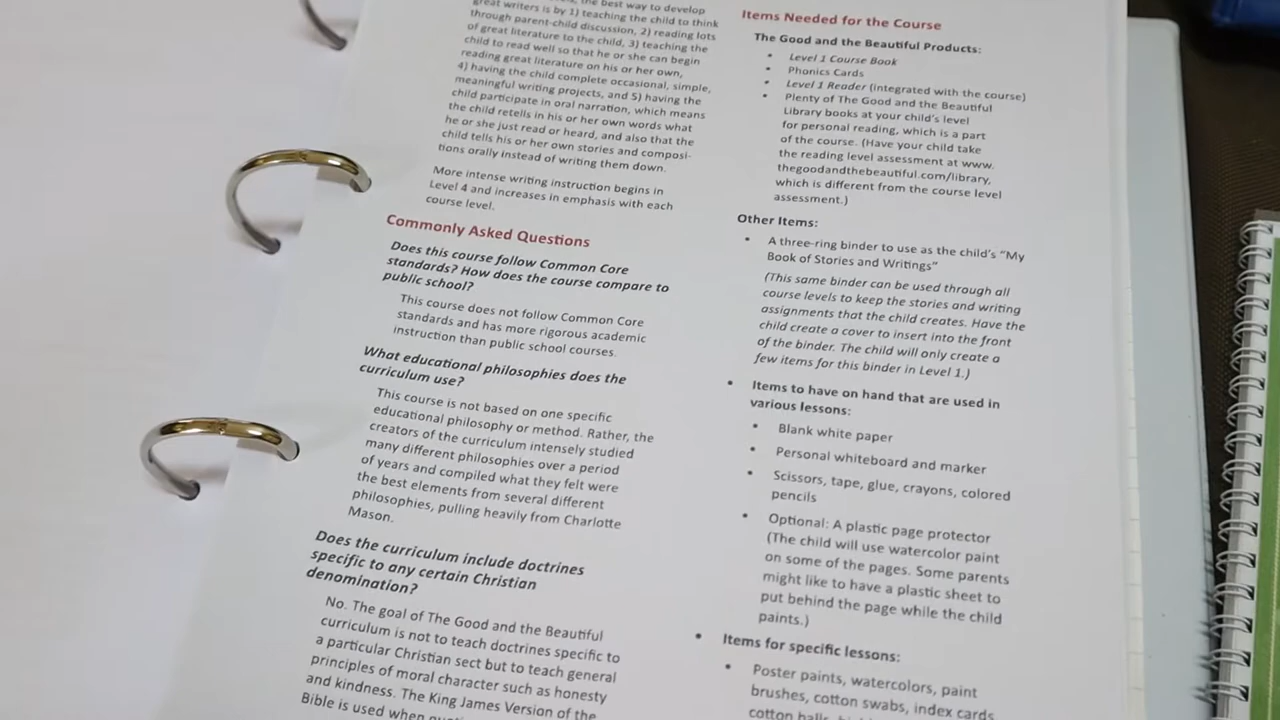 the best way to develop
great writers is by 1) teaching the child to think
through parent-child discussion, 2) reading lots
of great literature to the child, 3) teaching the
child to read well so that he or she can begin
reading great literature on his or her own,
4) having the child complete occasional, simple,
meaningful writing projects, and 5) having the
child participate in oral narration, which means
the child retells in his or her own words what
he or she just read or heard, and also that the
child tells his or her own stories and composi-
tions orally instead of writing them down.
More intense writing instruction begins in
Level 4 and increases in emphasis with each
course level.
Commonly Asked Questions
Does this course follow Common Core
standards? How does the course compare to
public school?
This course does not follow Common Core
standards and has more rigorous academic
instruction than public school courses.
What educational philosophies does the
curriculum use?
This course is not based on one specific
educational philosophy or method. Rather, the
creators of the curriculum intensely studied
many different philosophies over a period
of years and compiled what they felt were
the best elements from several different
philosophies, pulling heavily from Charlotte
Mason.
Does the curriculum include doctrines
specific to any certain Christian
denomination?
No. The goal of The Good and the Beautiful
curriculum is not to teach doctrines specific to
a particular Christian sect but to teach general
principles of moral character such as honesty
and kindness. The King James Version of the
Bible is used when
Items Needed for the Course
The Good and the Beautiful Products:
• Level 1 Course Book
• Phonics Cards
• Level 1 Reader (integrated with the course)
• Plenty of The Good and the Beautiful
Library books at your child's level
for personal reading, which is a part
of the course. (Have your child take
the reading level assessment at www.
thegoodandthebeautiful.com/library,
which is different from the course level
assessment.)
Other Items:
• A three-ring binder to use as the child's "My
Book of Stories and Writings"
(This same binder can be used through all
course levels to keep the stories and writing
assignments that the child creates. Have the
child create a cover to insert into the front
of the binder. The child will only create a
few items for this binder in Level 1.)
• Items to have on hand that are used in
various lessons:
• Blank white paper
• Personal whiteboard and marker
• Scissors, tape, glue, crayons, colored
pencils
• Optional: A plastic page protector
(The child will use watercolor paint
on some of the pages. Some parents
might like to have a plastic sheet to
put behind the page while the child
paints.)
• Items for specific lessons:
• Poster paints, watercolors, paint
brushes, cotton swabs, index cards
cotton balls,